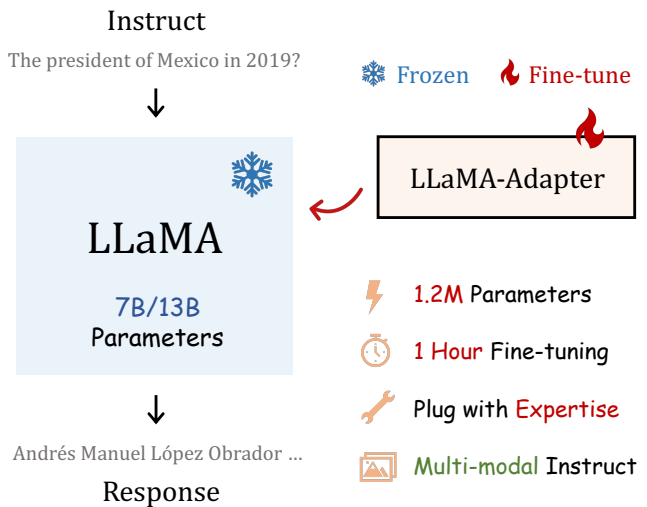 Instruct
The president of Mexico in 2019?
Frozen
Fine-tune
LLaMA
7B/13B
Parameters
LLaMA-Adapter
1.2M Parameters
1 Hour Fine-tuning
Plug with Expertise
Multi-modal Instruct
Andrés Manuel López Obrador ...
Response